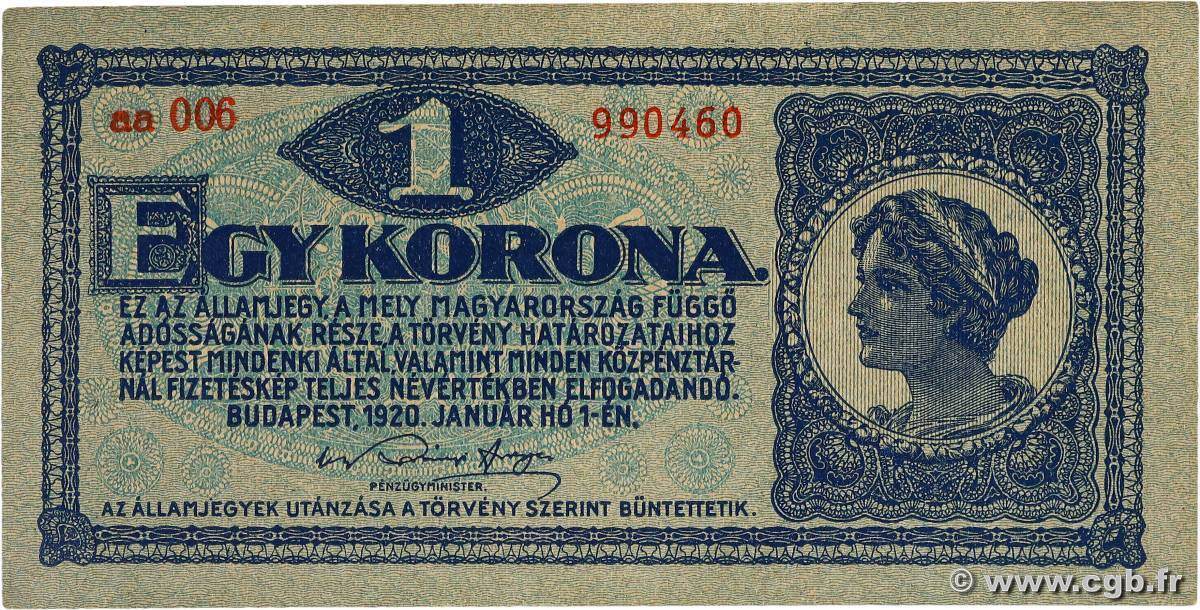 aa 006 990460
1
EGY KORONA.
EZ AZ ÁLLAMJEGY, A MELY MAGYARORSZÁG FÜGGŐ
ADÓSSÁGÁNAK RÉSZE, A TÖRVÉNY HATÁROZATAIHOZ
KÉPEST MINDENKI ÁLTAL, VALAMINT MINDEN KÖZPÉNZTÁR-
NÁL FIZETÉSKÉP TELJES NÉVÉRTÉKBEN ELFOGADANDÓ.
BUDAPEST, 1920. JANUÁR HÓ 1-ÉN.
PÉNZÜGYMINISTER.
AZ ÁLLAMJEGYEK UTÁNZÁSA A TÖRVÉNY SZERINT BÜNTETTETIK.
© www.cgb.fr